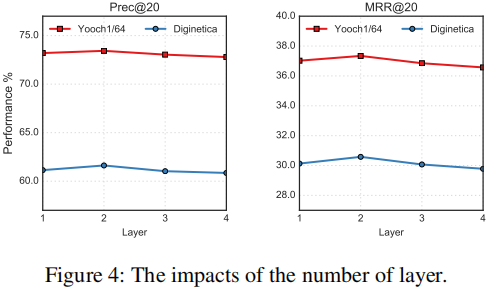 Prec@20
Yooch1/64 Diginetica
Performance %
75.0
70.0
65.0
60.0
1 2 3 4
Layer
MRR@20
Yooch1/64 Diginetica
40.0
38.0
36.0
34.0
32.0
30.0
28.0
1 2 3 4
Layer
Figure 4: The impacts of the number of layer.